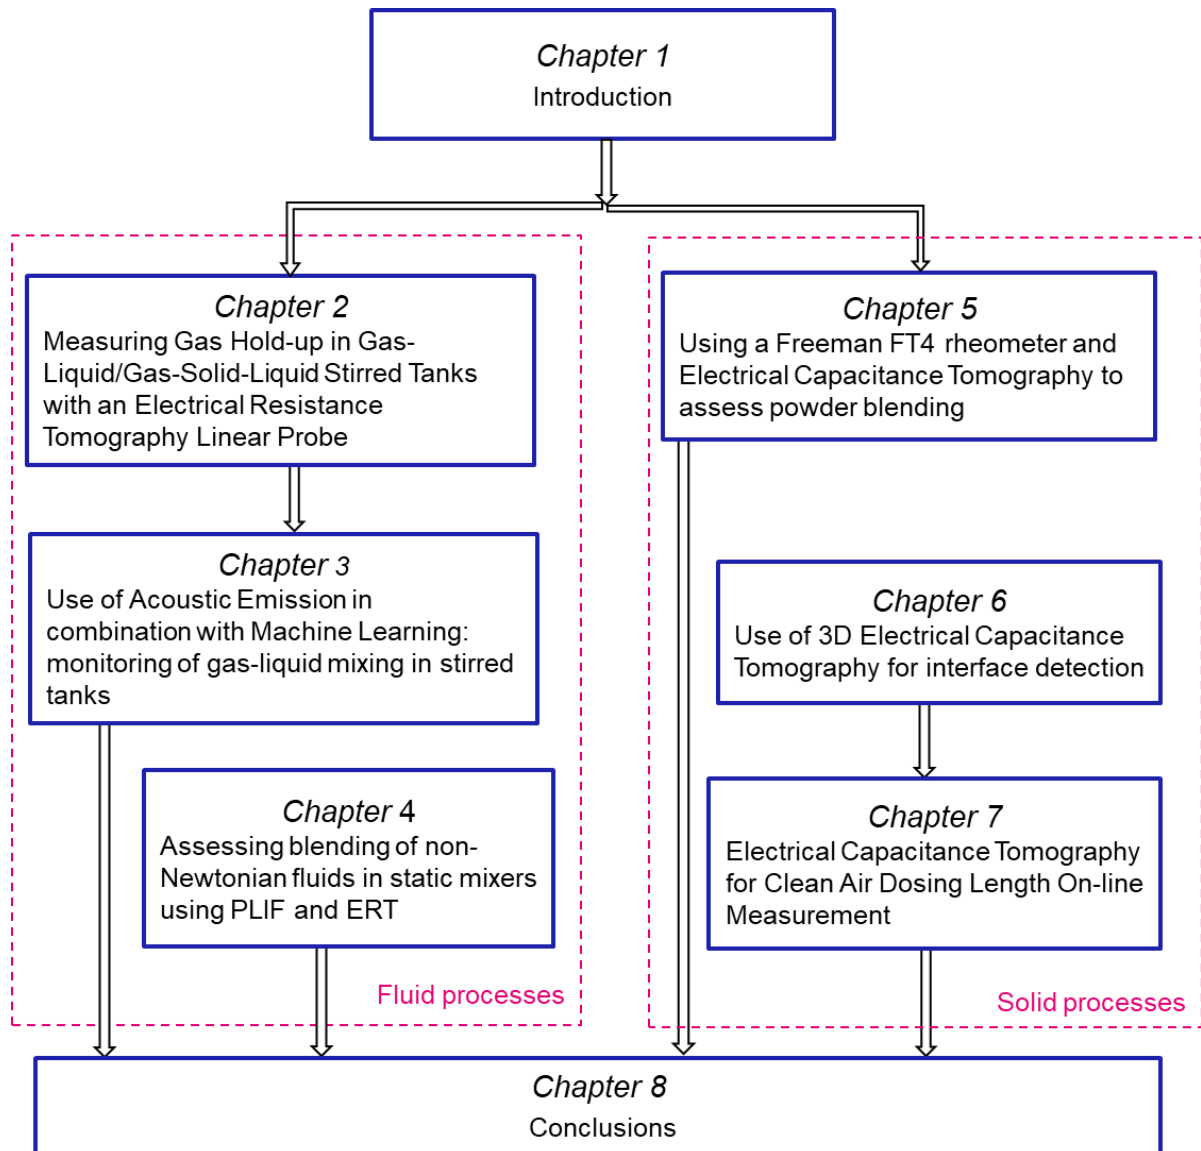 Chapter 1
Introduction
Chapter 2
Measuring Gas Hold-up in Gas-
Liquid/Gas-Solid-Liquid Stirred Tanks
with an Electrical Resistance
Tomography Linear Probe
Chapter 3
Use of Acoustic Emission in
combination with Machine Learning:
monitoring of gas-liquid mixing in stirred
tanks
Chapter 4
Assessing blending of non-
Newtonian fluids in static mixers
using PLIF and ERT
Fluid processes
Chapter 5
Using a Freeman FT4 rheometer and
Electrical Capacitance Tomography to
assess powder blending
Chapter 6
Use of 3D Electrical Capacitance
Tomography for interface detection
Chapter 7
Electrical Capacitance Tomography
for Clean Air Dosing Length On-line
Measurement
Solid processes
Chapter 8
Conclusions